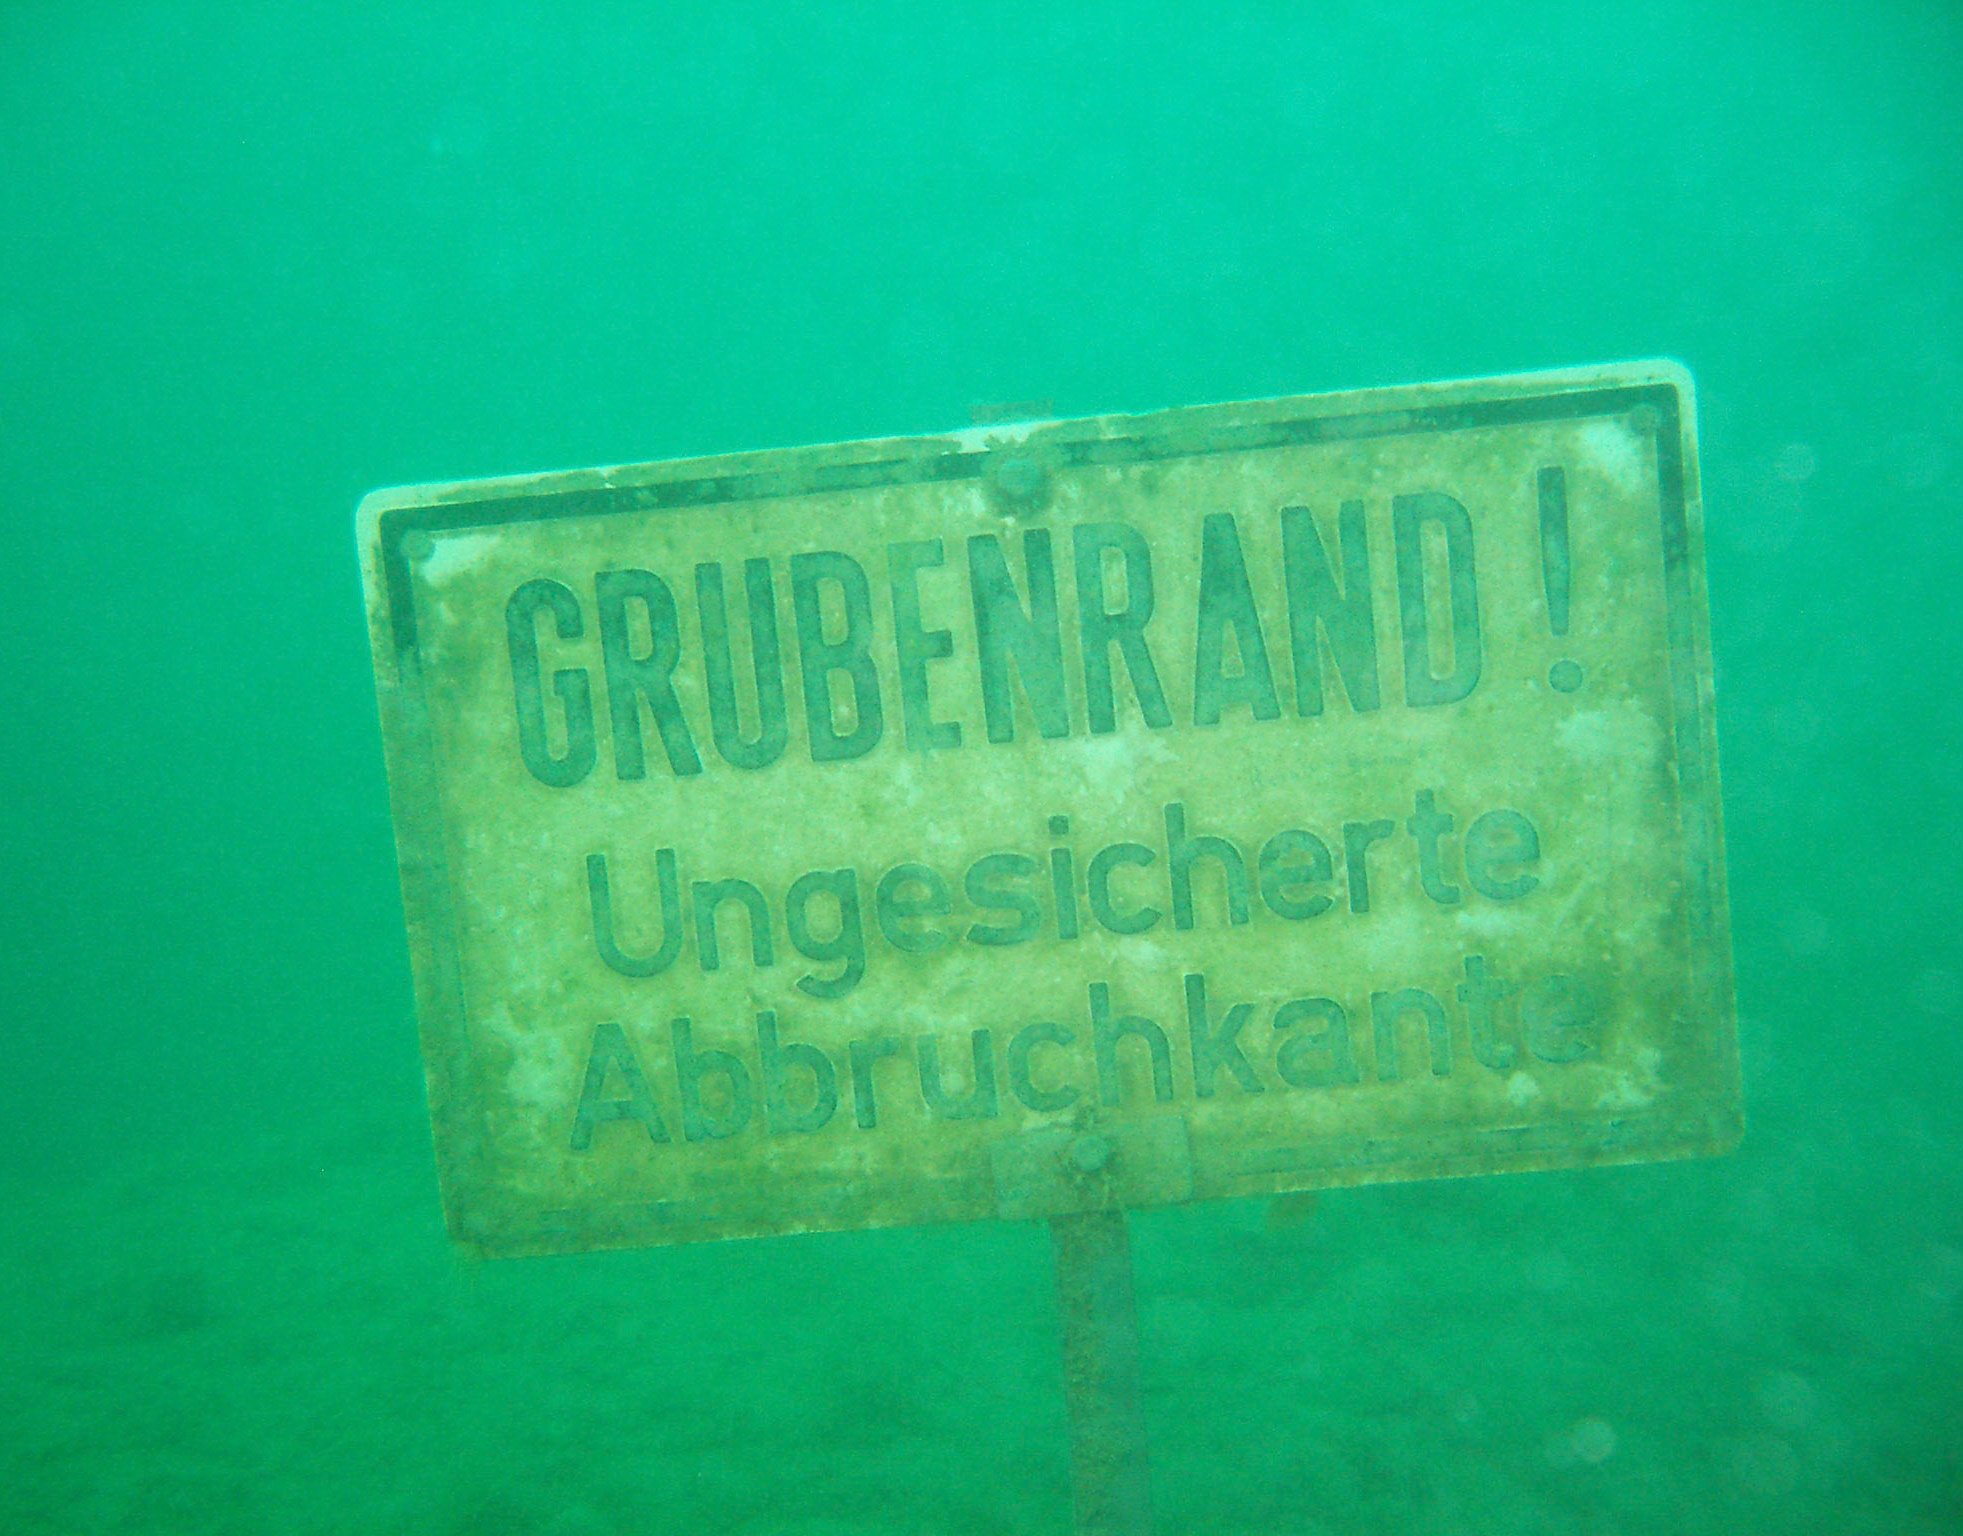 GRUBENRAND !
Ungesicherte
Abbruchkante